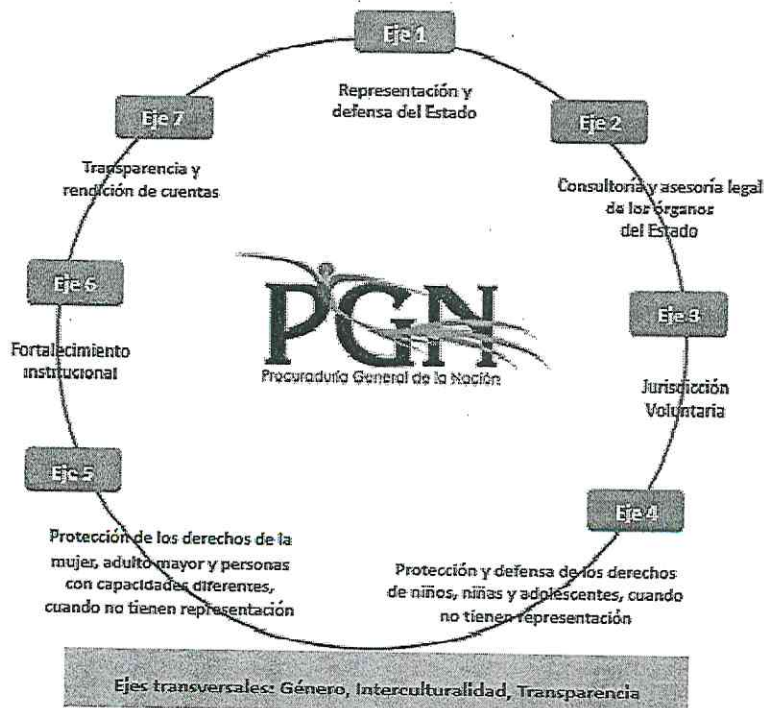 Eje 1
Representación y
defensa del Estado
Eje 2
Consultoría y asesoría legal
de los órganos
del Estado
Eje 3
Jurisdicción
Voluntaria
Eje 4
Protección y defensa de los derechos
de niños, niñas y adolescentes, cuando
no tienen representación
Eje 5
Protección de los derechos de la
mujer, adulto mayor y personas
con capacidades diferentes,
cuando no tienen representación
Eje 6
Fortalecimiento
institucional
Eje 7
Transparencia y
rendición de cuentas
PGN
Procuraduría General de la Nación
Ejes transversales: Género, Interculturalidad, Transparencia